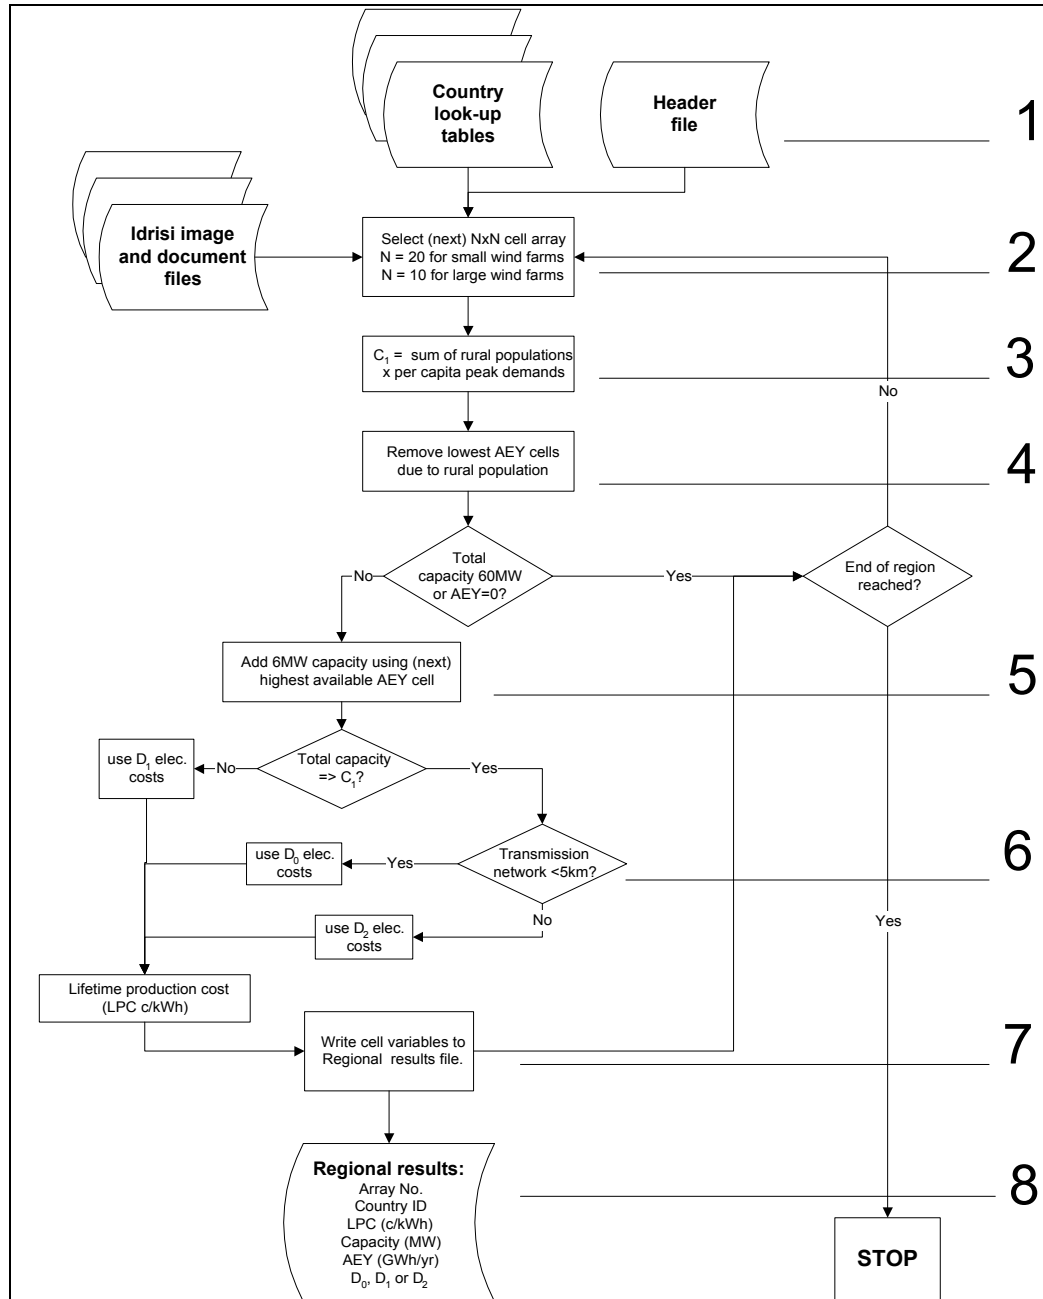 Country
look-up
tables
Header
file
1
Idrisi image
and document
files
Select (next) NxN cell array
N = 20 for small wind farms
N = 10 for large wind farms
2
C1 = sum of rural populations
x per capita peak demands
3
No
Remove lowest AEY cells
due to rural population
4
Total
capacity 60MW
or AEY=0?
No
Yes
End of region
reached?
Add 6MW capacity using (next)
highest available AEY cell
5
use D1 elec.
costs
No
Total capacity
=> C1?
Yes
use D0 elec.
costs
Yes
Transmission
network <5km?
6
No
use D2 elec.
costs
Yes
Lifetime production cost
(LPC c/kWh)
Write cell variables to
Regional results file.
7
Regional results:
Array No.
Country ID
LPC (c/kWh)
Capacity (MW)
AEY (GWh/yr)
D0, D1 or D2
8
STOP